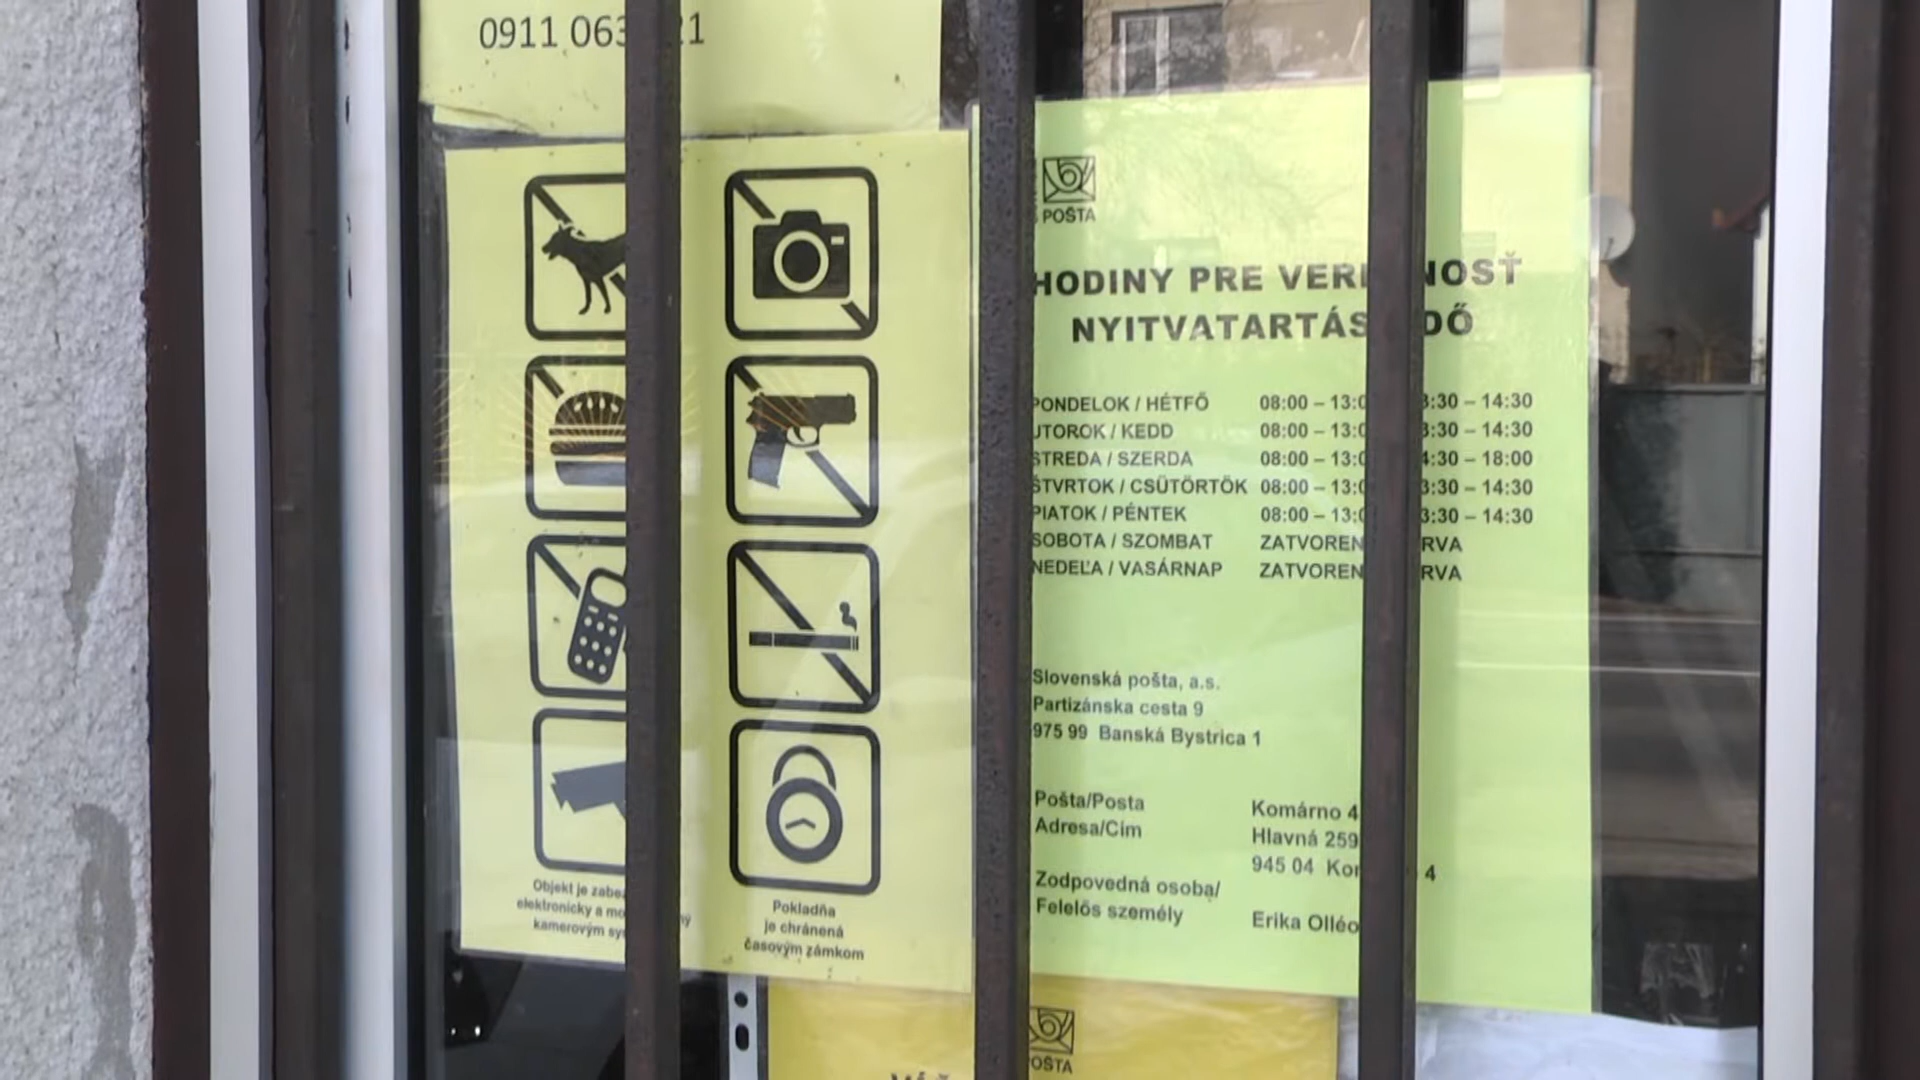 0911 063 21
POŠTA
HODINY PRE VER NOSŤ
NYITVATARTÁS DŐ
PONDELOK / HÉTFŐ 08:00 – 13:0 3:30 – 14:30
UTOROK / KEDD 08:00 – 13:0 3:30 – 14:30
STREDA / SZERDA 08:00 – 13:0 4:30 – 18:00
ŠTVRTOK / CSÜTÖRTÖK 08:00 – 13:0 3:30 – 14:30
PIATOK / PÉNTEK 08:00 – 13:0 3:30 – 14:30
SOBOTA / SZOMBAT ZATVOREN RVA
NEDEĽA / VASÁRNAP ZATVOREN RVA
Slovenská pošta, a.s.
Partizánska cesta 9
975 99 Banská Bystrica 1
Pošta/Posta Komárno 4
Adresa/Cím Hlavná 259
945 04 Kor 4
Zodpovedná osoba/
Felelős személy Erika Olléo
Objekt je zabez
elektronicky a mo ný
kamerovým sy
Pokladňa
je chránená
časovým zámkom
POŠTA